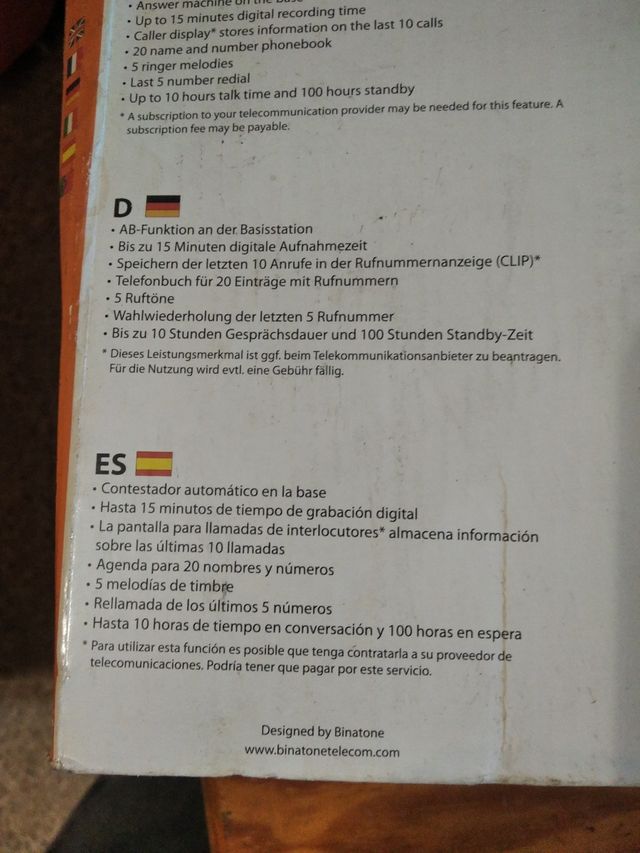 • Answer machine on the base
• Up to 15 minutes digital recording time
• Caller display* stores information on the last 10 calls
• 20 name and number phonebook
• 5 ringer melodies
• Last 5 number redial
• Up to 10 hours talk time and 100 hours standby
* A subscription to your telecommunication provider may be needed for this feature. A
subscription fee may be payable.
D
• AB-Funktion an der Basisstation
• Bis zu 15 Minuten digitale Aufnahmezeit
• Speichern der letzten 10 Anrufe in der Rufnummernanzeige (CLIP)*
• Telefonbuch für 20 Einträge mit Rufnummern
• 5 Ruftöne
• Wahlwiederholung der letzten 5 Rufnummer
• Bis zu 10 Stunden Gesprächsdauer und 100 Stunden Standby-Zeit
* Dieses Leistungsmerkmal ist ggf. beim Telekommunikationsanbieter zu beantragen.
Für die Nutzung wird evtl. eine Gebühr fällig.
ES
• Contestador automático en la base
• Hasta 15 minutos de tiempo de grabación digital
• La pantalla para llamadas de interlocutores* almacena información
sobre las últimas 10 llamadas
• Agenda para 20 nombres y números
• 5 melodías de timbre
• Rellamada de los últimos 5 números
• Hasta 10 horas de tiempo en conversación y 100 horas en espera
* Para utilizar esta función es posible que tenga contratarla a su proveedor de
telecomunicaciones. Podría tener que pagar por este servicio.
Designed by Binatone
www.binatonetelecom.com